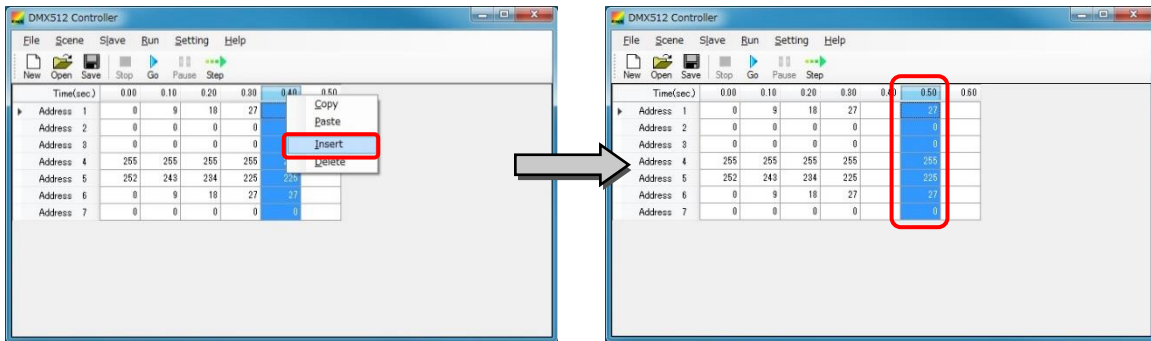 DMX512 Controller
File Scene Slave Run Setting Help
New Open Save Stop Go Pause Step
Time(sec.) 0.00 0.10 0.20 0.30 0.40 0.50
Address 1 0 9 18 27
Address 2 0 0 0 0
Address 3 0 0 0 0
Address 4 255 255 255 255
Address 5 252 243 234 225 225
Address 6 0 9 18 27 27
Address 7 0 0 0 0 0
Copy
Paste
Insert
Delete
DMX512 Controller
File Scene Slave Run Setting Help
New Open Save Stop Go Pause Step
Time(sec.) 0.00 0.10 0.20 0.30 0.40 0.50 0.60
Address 1 0 9 18 27 27
Address 2 0 0 0 0 0
Address 3 0 0 0 0 0
Address 4 255 255 255 255 255
Address 5 252 243 234 225 225
Address 6 0 9 18 27 27
Address 7 0 0 0 0 0